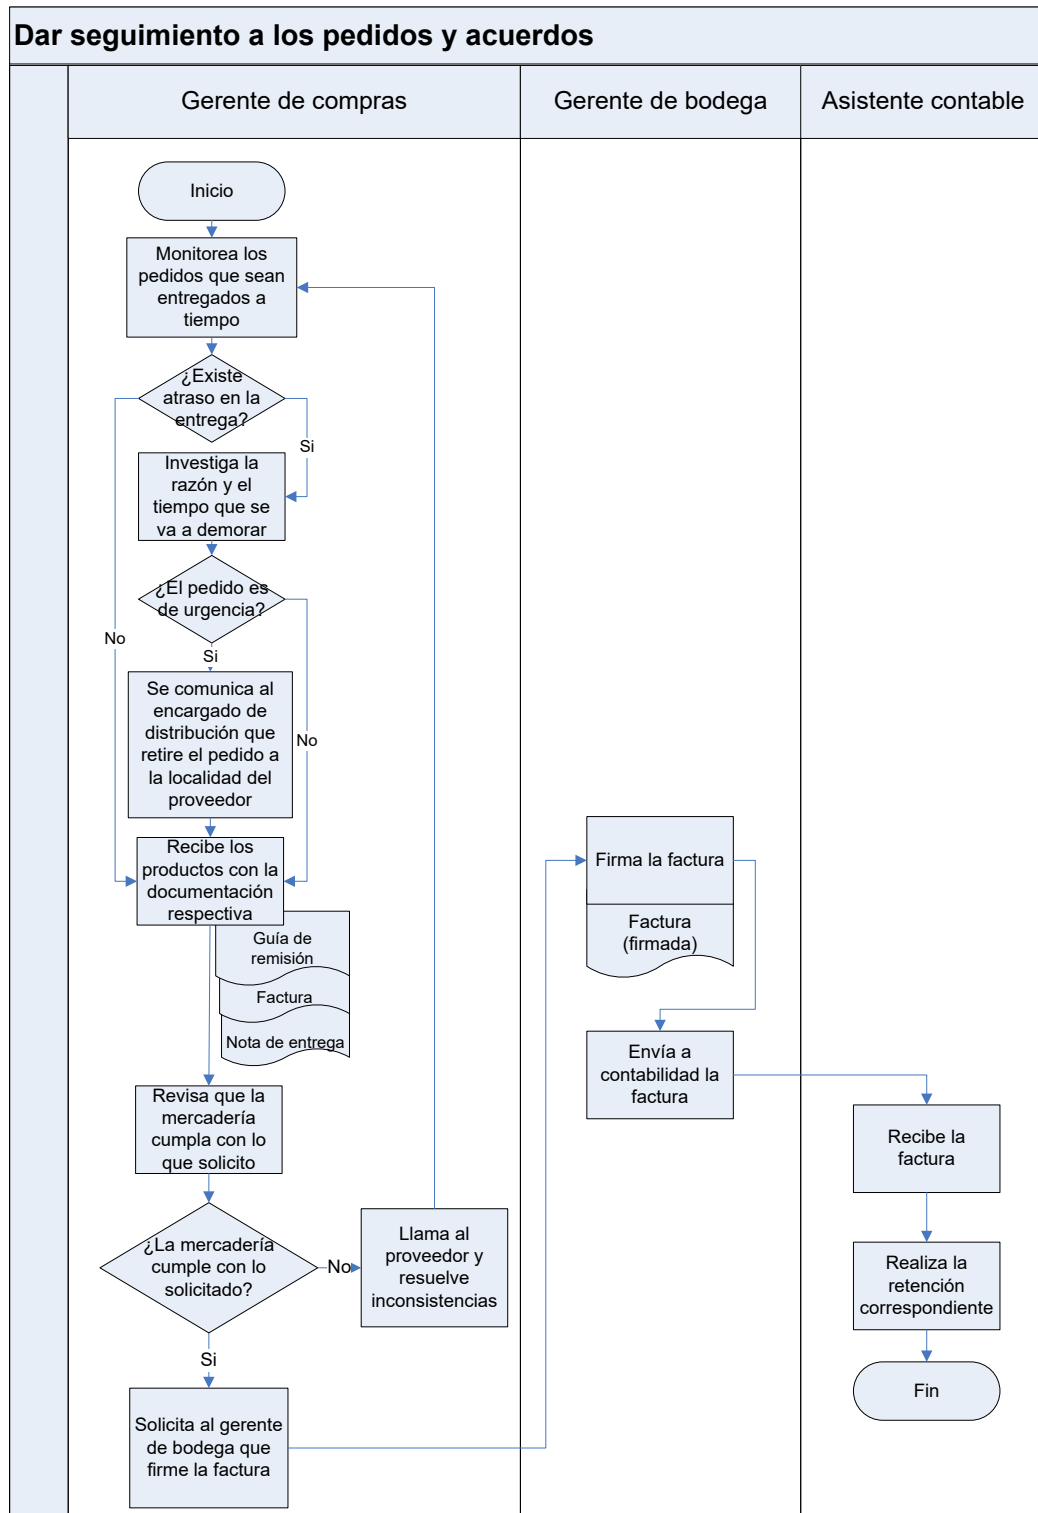 Dar seguimiento a los pedidos y acuerdos
Gerente de compras
Gerente de bodega
Asistente contable
Inicio
Monitorea los
pedidos que sean
entregados a
tiempo
¿Existe
atraso en la
entrega?
Si
Investiga la
razón y el
tiempo que se
va a demorar
¿El pedido es
de urgencia?
No
Si
Se comunica al
encargado de
distribución que
retire el pedido a
la localidad del
proveedor
No
Recibe los
productos con la
documentación
respectiva
Guía de
remisión
Factura
Nota de entrega
Revisa que la
mercadería
cumpla con lo
que solicito
¿La mercadería
cumple con lo
solicitado?
No
Llama al
proveedor y
resuelve
inconsistencias
Si
Solicita al gerente
de bodega que
firme la factura
Firma la factura
Factura
(firmada)
Envía a
contabilidad la
factura
Recibe la
factura
Realiza la
retención
correspondiente
Fin